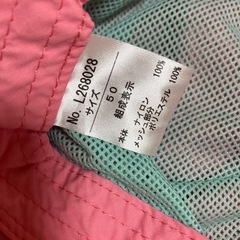 No. L268028
サイズ
50
組成表示
本体 ナイロン 100%
メッシュ部分
ポリエステル 100%